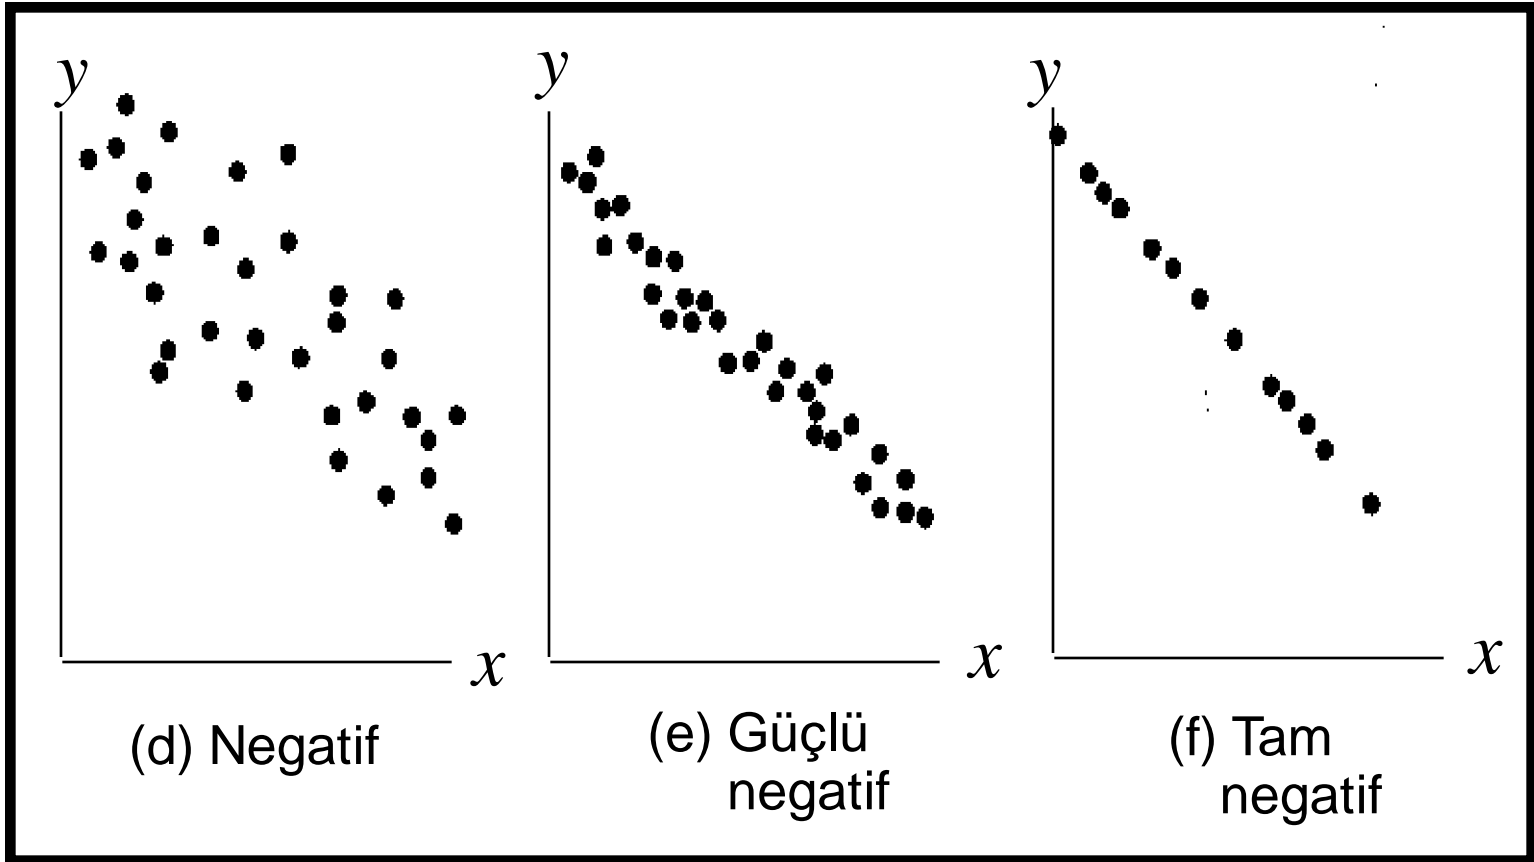 y
x
(d) Negatif
y
x
(e) Güçlü
negatif
y
x
(f) Tam
negatif